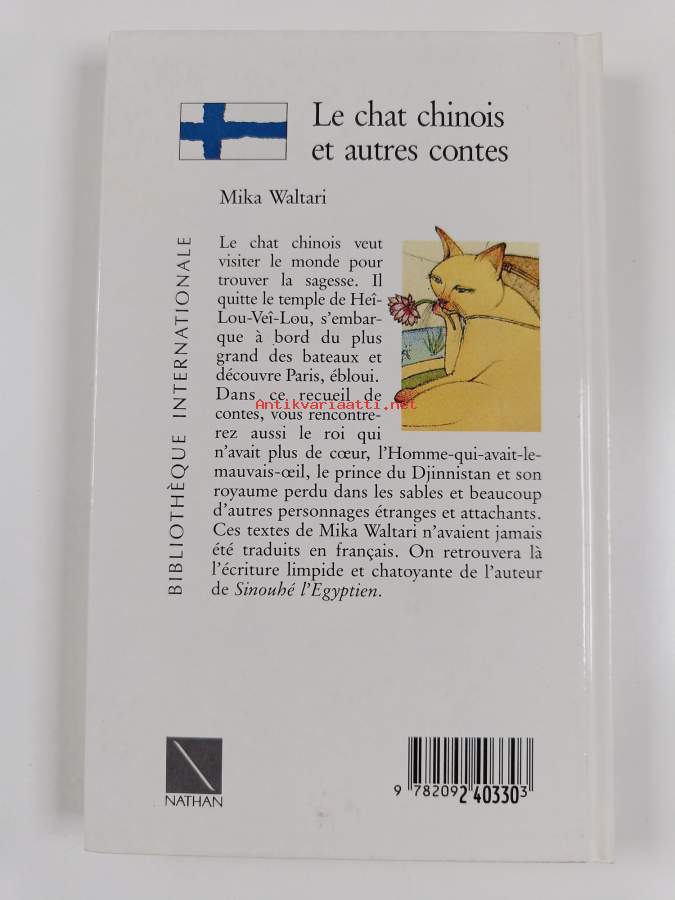 Le chat chinois
et autres contes
Mika Waltari
BIBLIOTHÈQUE INTERNATIONALE
Le chat chinois veut
visiter le monde pour
trouver la sagesse. Il
quitte le temple de Heî-
Lou-Veî-Lou, s'embar-
que à bord du plus
grand des bateaux et
découvre Paris, ébloui.
Dans ce recueil de
contes, vous rencontre-
rez aussi le roi qui
n'avait plus de cœur, l'Homme-qui-avait-le-
mauvais-œil, le prince du Djinnistan et son
royaume perdu dans les sables et beaucoup
d'autres personnages étranges et attachants.
Ces textes de Mika Waltari n'avaient jamais
été traduits en français. On retrouvera là
l'écriture limpide et chatoyante de l'auteur
de Sinouhé l'Egyptien.
Antikvariaatti.net
NATHAN
9 782092 403303